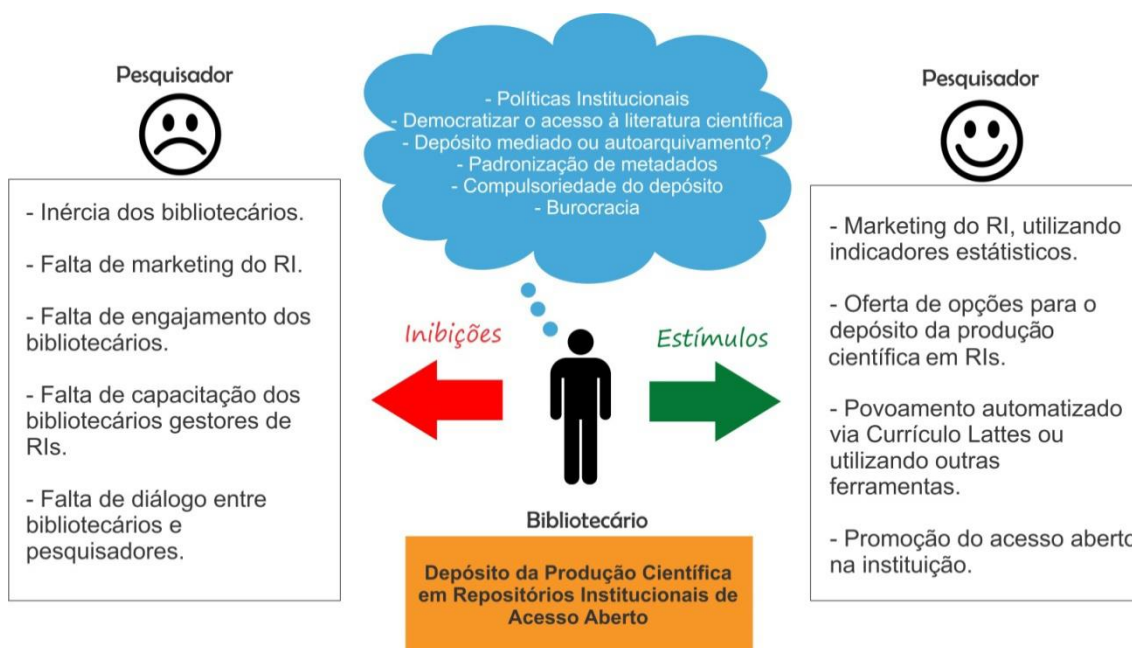 Pesquisador
- Inércia dos bibliotecários.
- Falta de marketing do RI.
- Falta de engajamento dos
bibliotecários.
- Falta de capacitação dos
bibliotecários gestores de
RIs.
- Falta de diálogo entre
bibliotecários e
pesquisadores.
- Políticas Institucionais
- Democratizar o acesso à literatura científica
- Depósito mediado ou autoarquivamento?
- Padronização de metadados
- Compulsoriedade do depósito
- Burocracia
Inibições
Estímulos
Bibliotecário
Depósito da Produção Científica
em Repositórios Institucionais de
Acesso Aberto
Pesquisador
- Marketing do RI, utilizando
indicadores estátisticos.
- Oferta de opções para o
depósito da produção
científica em RIs.
- Povoamento automatizado
via Currículo Lattes ou
utilizando outras
ferramentas.
- Promoção do acesso aberto
na instituição.